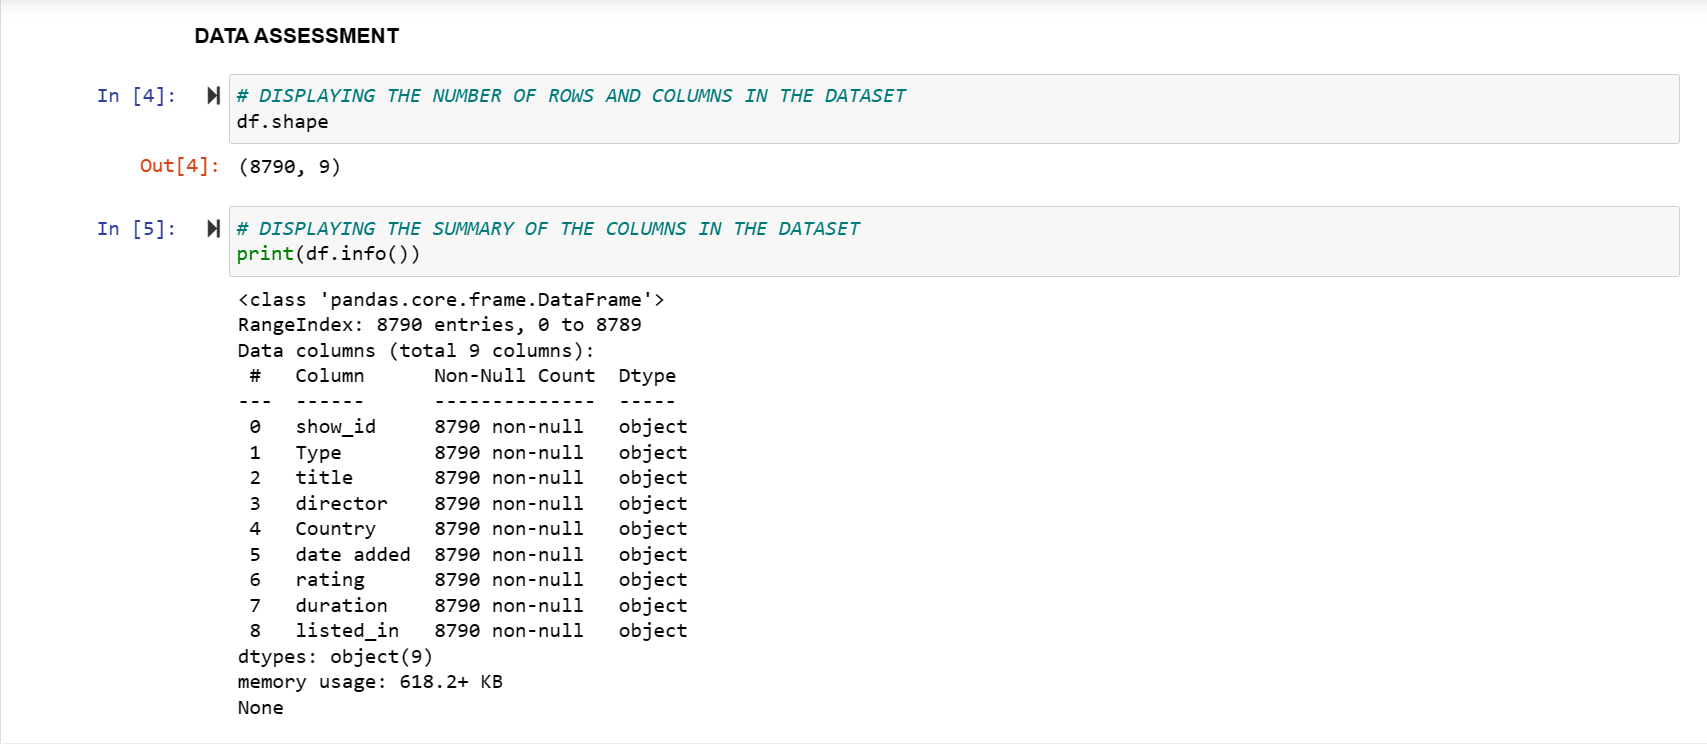 DATA ASSESSMENT
In [4]: # DISPLAYING THE NUMBER OF ROWS AND COLUMNS IN THE DATASET
df.shape
Out[4]: (8790, 9)
In [5]: # DISPLAYING THE SUMMARY OF THE COLUMNS IN THE DATASET
print(df.info())
<class 'pandas.core.frame.DataFrame'>
RangeIndex: 8790 entries, 0 to 8789
Data columns (total 9 columns):
 #   Column      Non-Null Count  Dtype
---  ------      --------------  -----
 0   show_id     8790 non-null   object
 1   Type        8790 non-null   object
 2   title       8790 non-null   object
 3   director    8790 non-null   object
 4   Country     8790 non-null   object
 5   date added  8790 non-null   object
 6   rating      8790 non-null   object
 7   duration    8790 non-null   object
 8   listed_in   8790 non-null   object
dtypes: object(9)
memory usage: 618.2+ KB
None